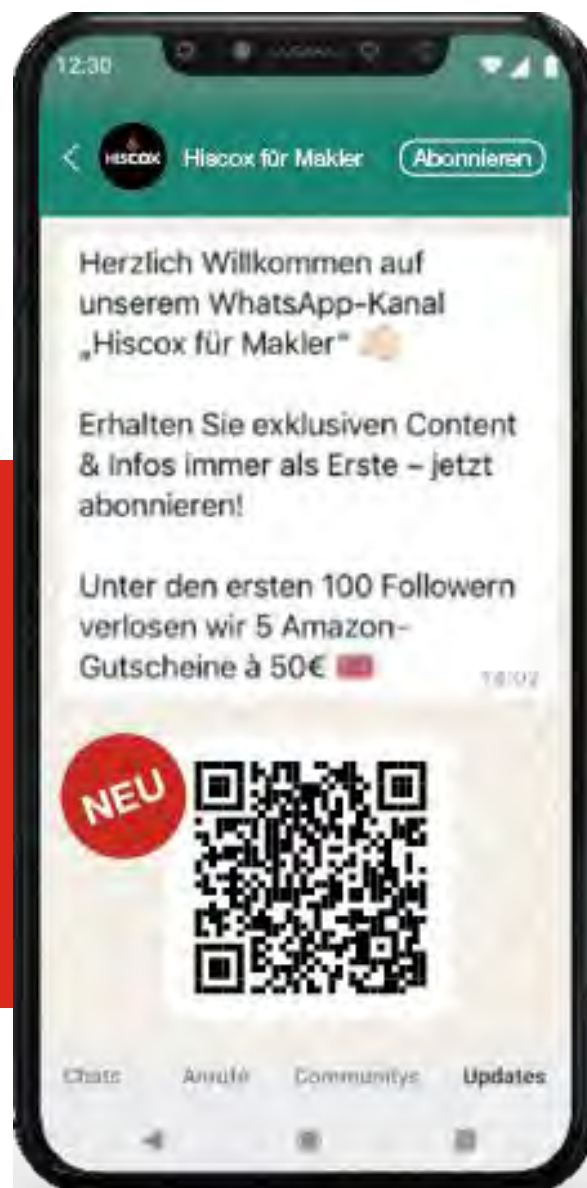 12:30
HISCOX
Hiscox für Makler
Abonnieren
Herzlich Willkommen auf
unserem WhatsApp-Kanal
„Hiscox für Makler“
Erhalten Sie exklusiven Content
& Infos immer als Erste – jetzt
abonnieren!
Unter den ersten 100 Followern
verlosen wir 5 Amazon-
Gutscheine à 50€
14:02
NEU
Chats
Anrufe
Communitys
Updates